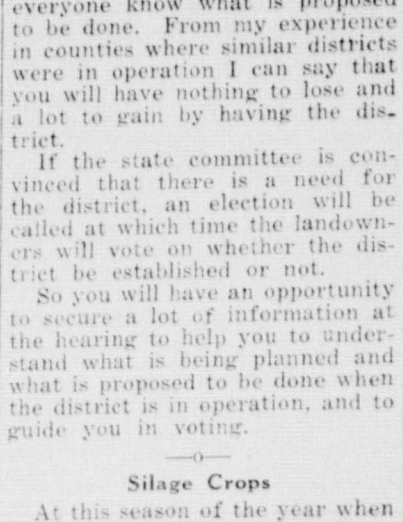 everyone know what is proposed
to be done. From my experience
in counties where similar districts
were in operation I can say that
you will have nothing to lose and
a lot to gain by having the dis-
trict.
If the state committee is con-
vinced that there is a need for
the district, an election will be
called at which time the landown-
ers will vote on whether the dis-
trict be established or not.
So you will have an opportunity
to secure a lot of information at
the hearing to help you to under-
stand what is being planned and
what is proposed to be done when
the district is in operation, and to
guide you in voting.
—o—
Silage Crops
At this season of the year when